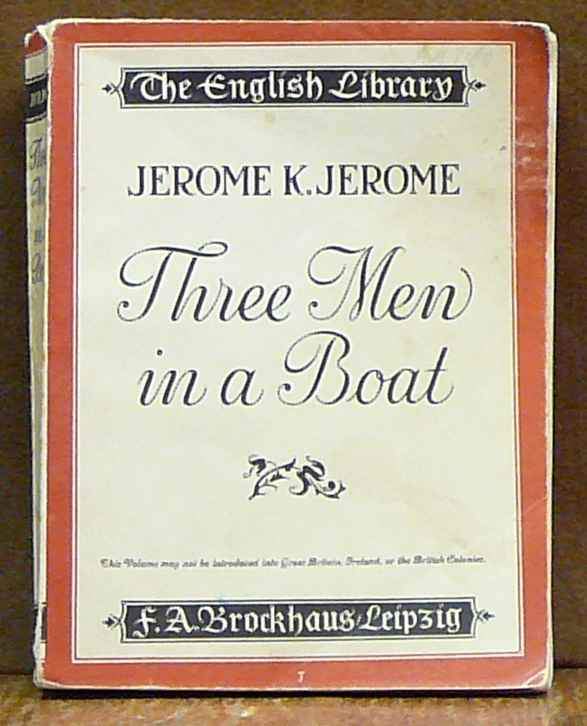 The English Library
JEROME K. JEROME
Three Men
in a Boat
This Volume may not be introduced into Great Britain, Ireland, or the British Colonies.
F. A. Brockhaus / Leipzig
J